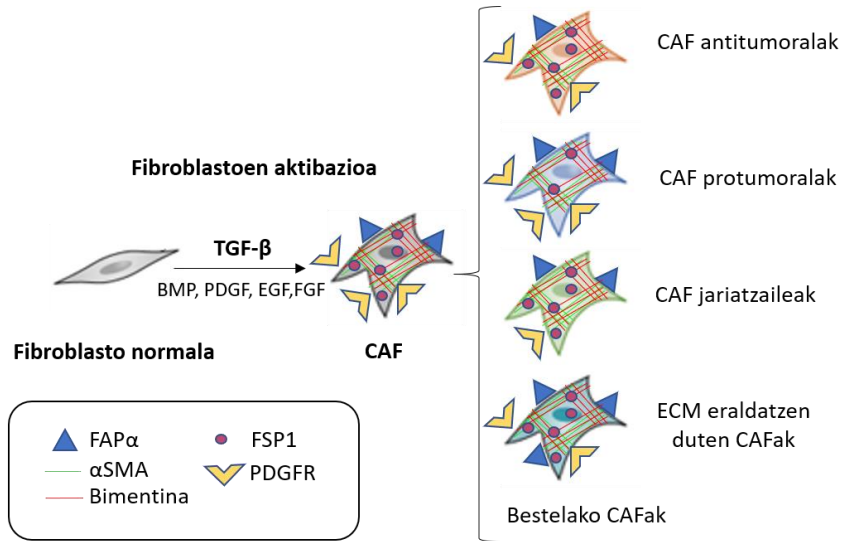 Fibroblastoen aktibazioa
TGF-β
BMP, PDGF, EGF,FGF
Fibroblasto normala
CAF
CAF antitumoralak
CAF protumoralak
CAF jariatzaileak
ECM eraldatzen
duten CAFak
Bestelako CAFak
FAPα
FSP1
αSMA
PDGFR
Bimentina